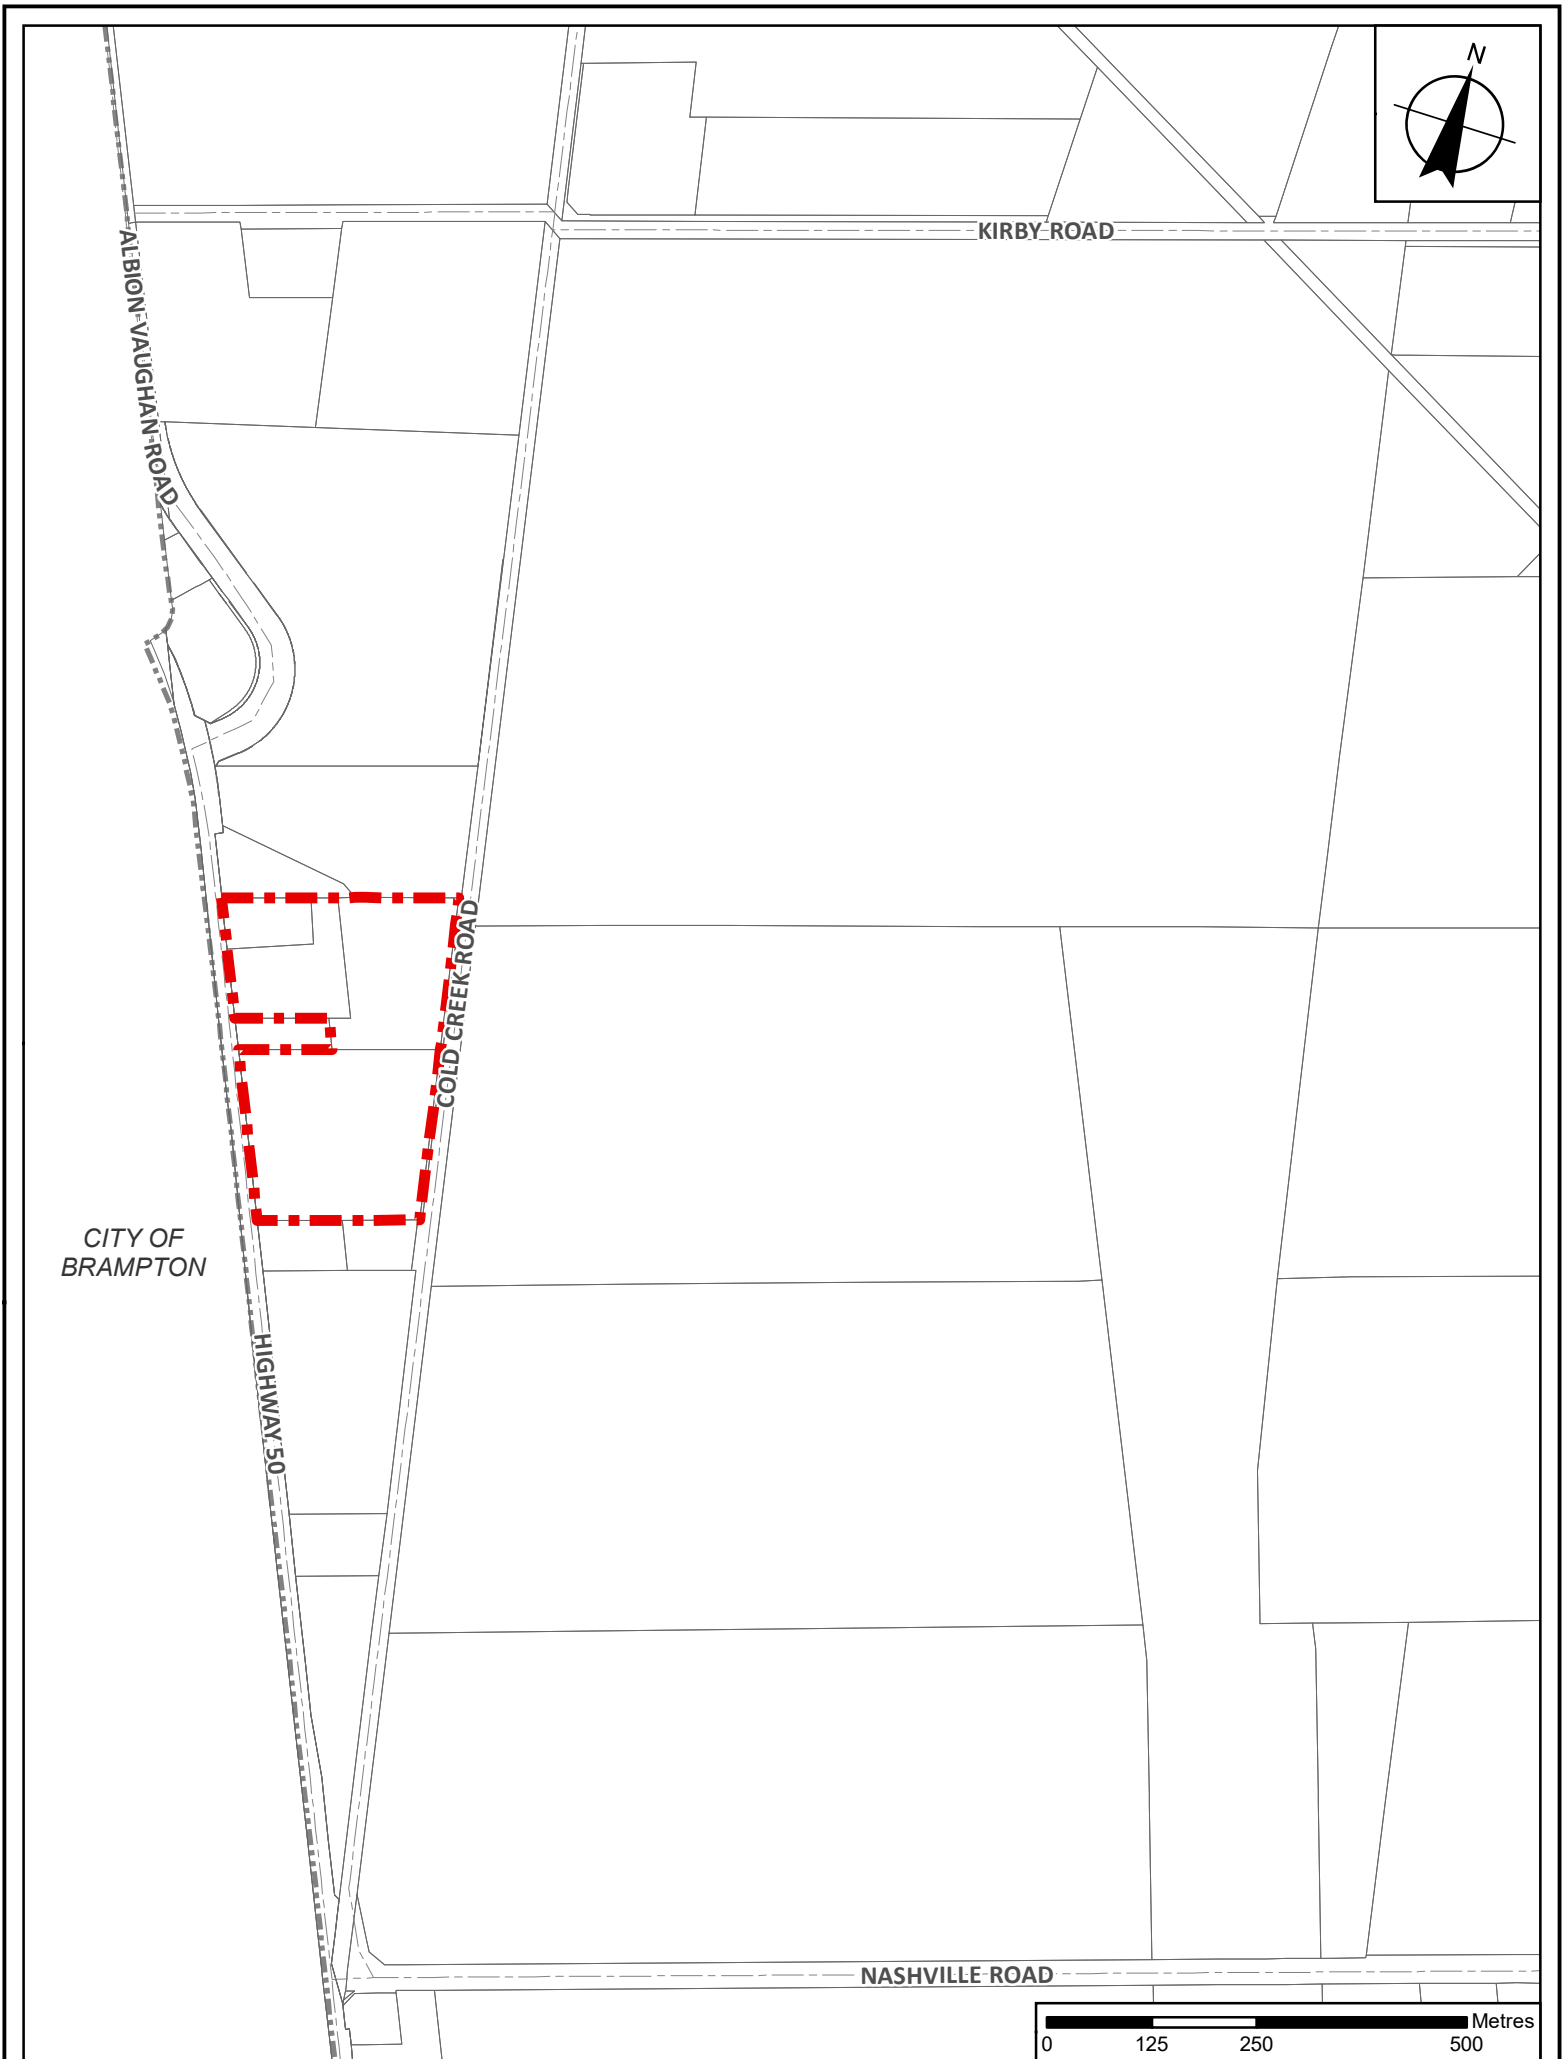 N
KIRBY ROAD
ALBION-VAUGHAN ROAD
COLD CREEK ROAD
CITY OF
BRAMPTON
HIGHWAY 50
NASHVILLE ROAD
Metres
0 125 250 500